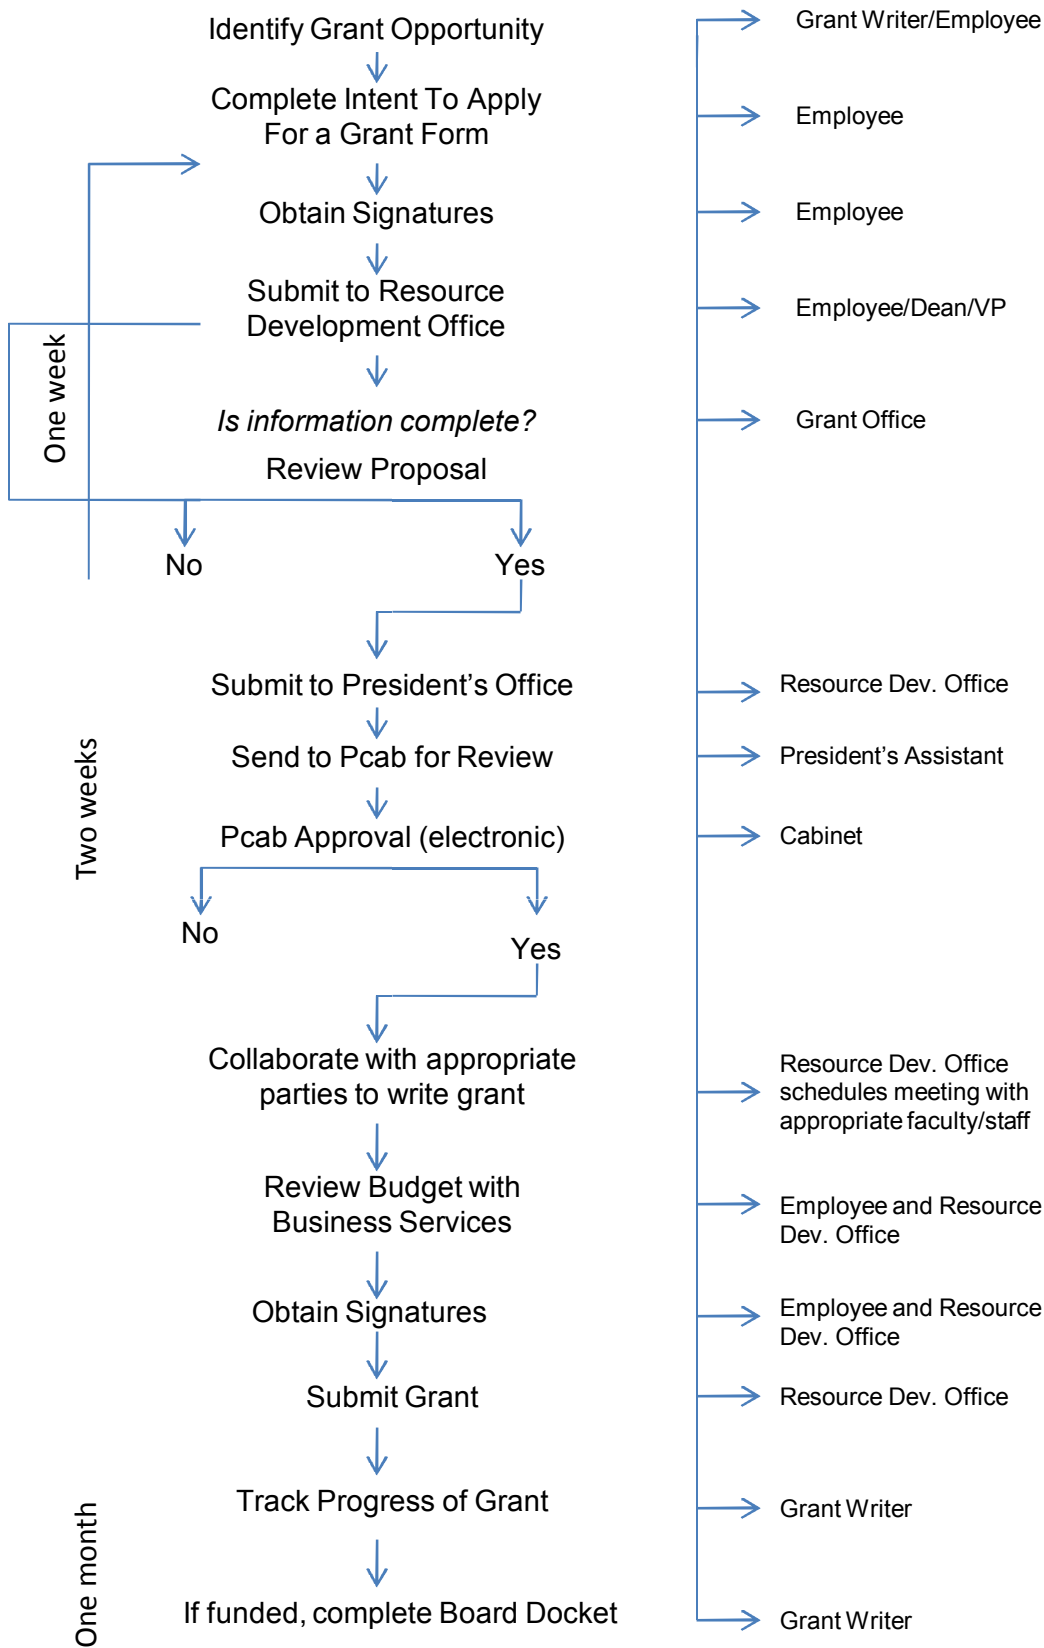 Identify Grant Opportunity
Grant Writer/Employee
Complete Intent To Apply
For a Grant Form
Employee
Obtain Signatures
Employee
Submit to Resource
Development Office
Employee/Dean/VP
One week
Is information complete?
Grant Office
Review Proposal
No
Yes
Submit to President's Office
Resource Dev. Office
Two weeks
Send to Pcab for Review
President's Assistant
Pcab Approval (electronic)
Cabinet
No
Yes
Collaborate with appropriate
parties to write grant
Resource Dev. Office
schedules meeting with
appropriate faculty/staff
Review Budget with
Business Services
Employee and Resource
Dev. Office
Obtain Signatures
Employee and Resource
Dev. Office
Submit Grant
Resource Dev. Office
Track Progress of Grant
Grant Writer
One month
If funded, complete Board Docket
Grant Writer